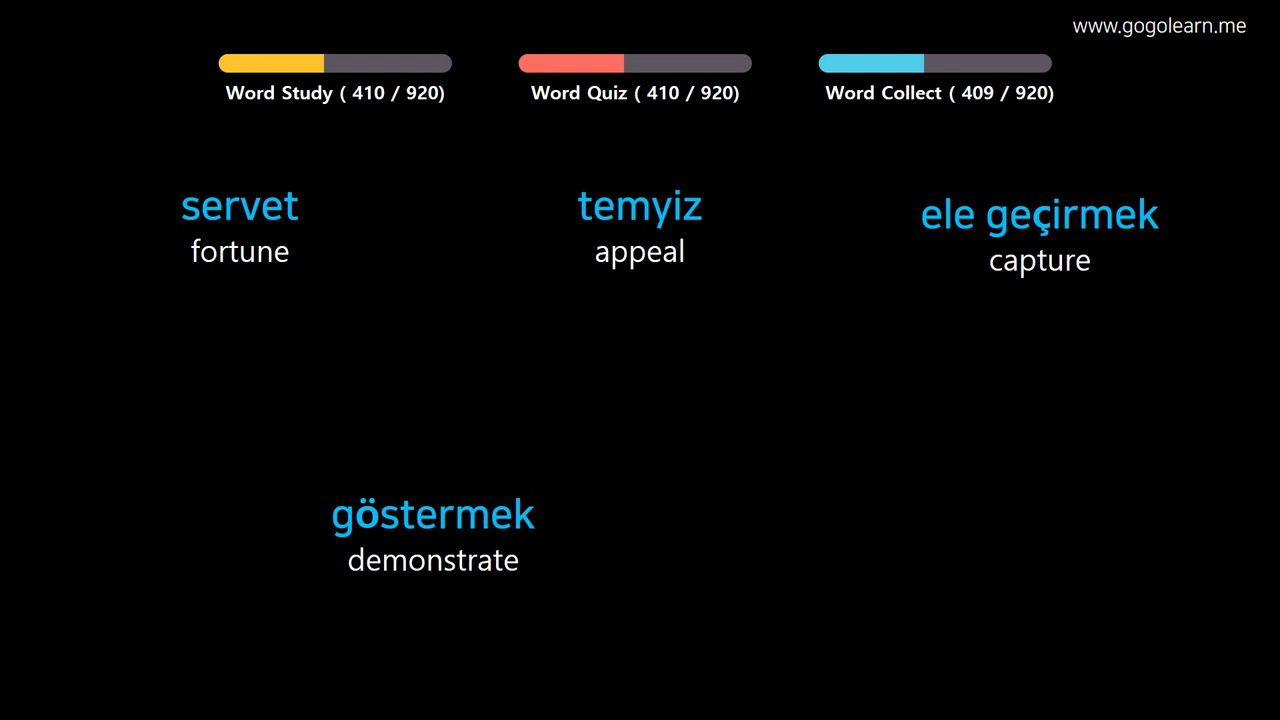 www.gogolearn.me
Word Study ( 410 / 920)
Word Quiz ( 410 / 920)
Word Collect ( 409 / 920)
servet
fortune
temyiz
appeal
ele geçirmek
capture
göstermek
demonstrate